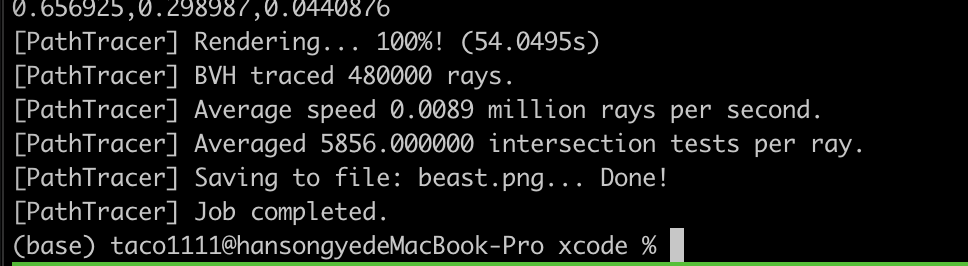 0.656925,0.298987,0.0440876
[PathTracer] Rendering... 100%! (54.0495s)
[PathTracer] BVH traced 480000 rays.
[PathTracer] Average speed 0.0089 million rays per second.
[PathTracer] Averaged 5856.000000 intersection tests per ray.
[PathTracer] Saving to file: beast.png... Done!
[PathTracer] Job completed.
(base) taco1111@hansongyedeMacBook-Pro xcode %